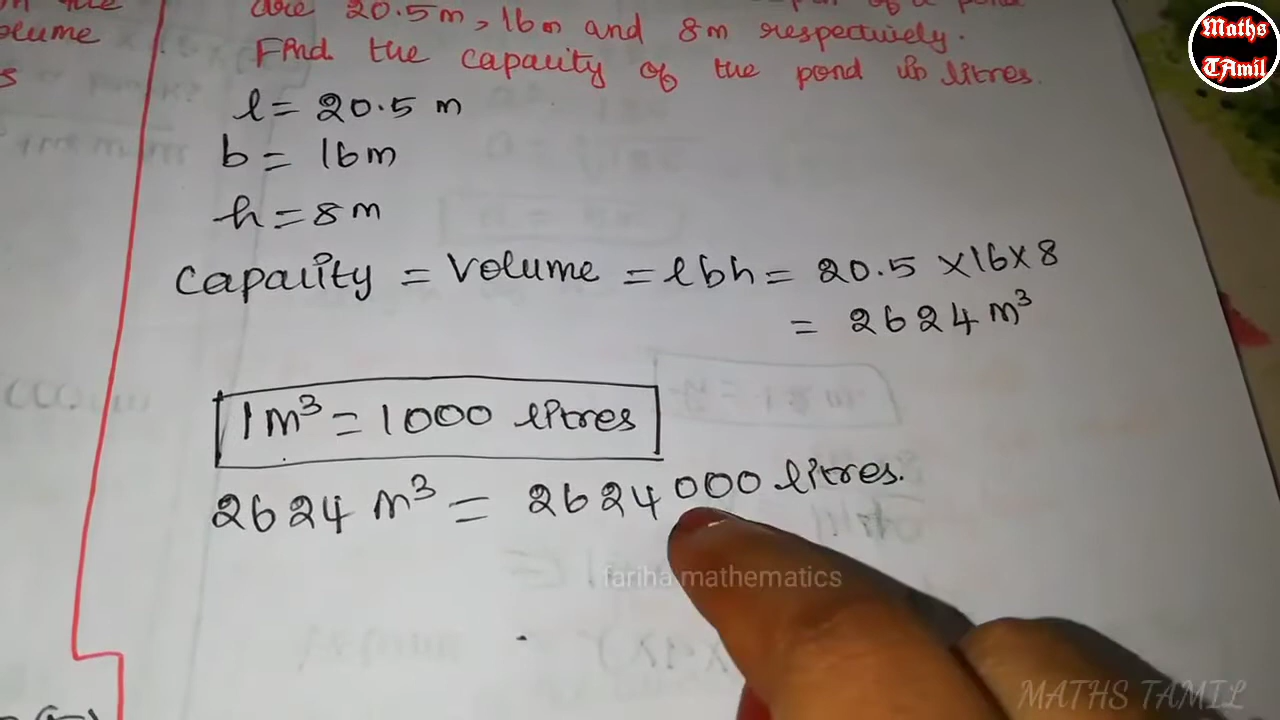 are 20.5m, 16m and 8m respectively.
Find the capacity of the pond in litres.
l = 20.5 m
b = 16m
h = 8 m
Capacity = Volume = lbh = 20.5 × 16 × 8
= 2624 m³
1m³ = 1000 litres
2624 m³ = 2624000 litres.
fariha mathematics
MATHS TAMIL
Maths
TAmil